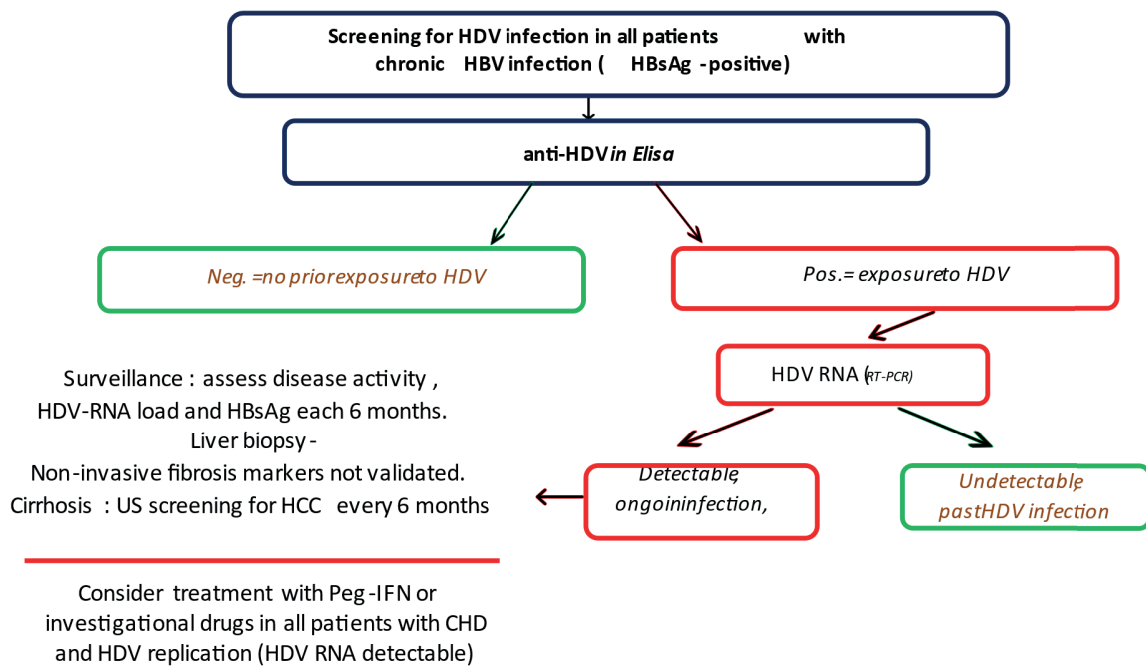 Screening for HDV infection in all patients with
chronic HBV infection ( HBsAg -positive)
anti-HDV in Elisa
Neg. =no priorexposureto HDV
Pos.= exposureto HDV
HDV RNA (RT-PCR)
Surveillance : assess disease activity ,
HDV-RNA load and HBsAg each 6 months.
Liver biopsy -
Non-invasive fibrosis markers not validated.
Cirrhosis : US screening for HCC every 6 months
Detectable,
ongoininfection,
Undetectable,
pastHDV infection
Consider treatment with Peg-IFN or
investigational drugs in all patients with CHD
and HDV replication (HDV RNA detectable)